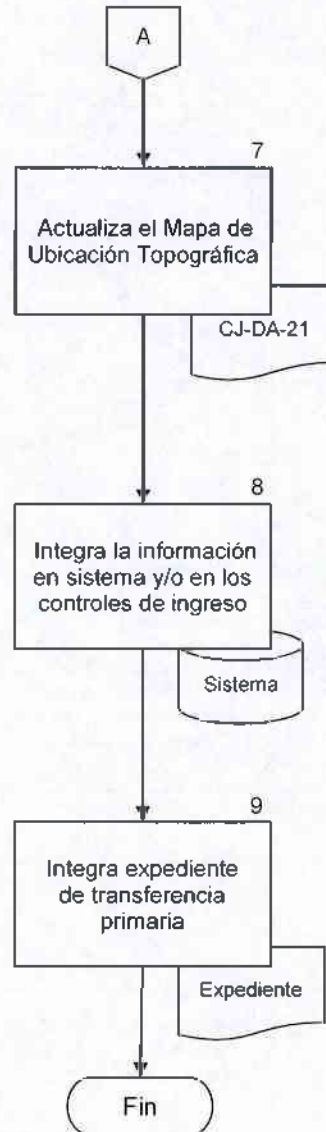 A
7
Actualiza el Mapa de
Ubicación Topográfica
CJ-DA-21
8
Integra la información
en sistema y/o en los
controles de ingreso
Sistema
9
Integra expediente
de transferencia
primaria
Expediente
Fin